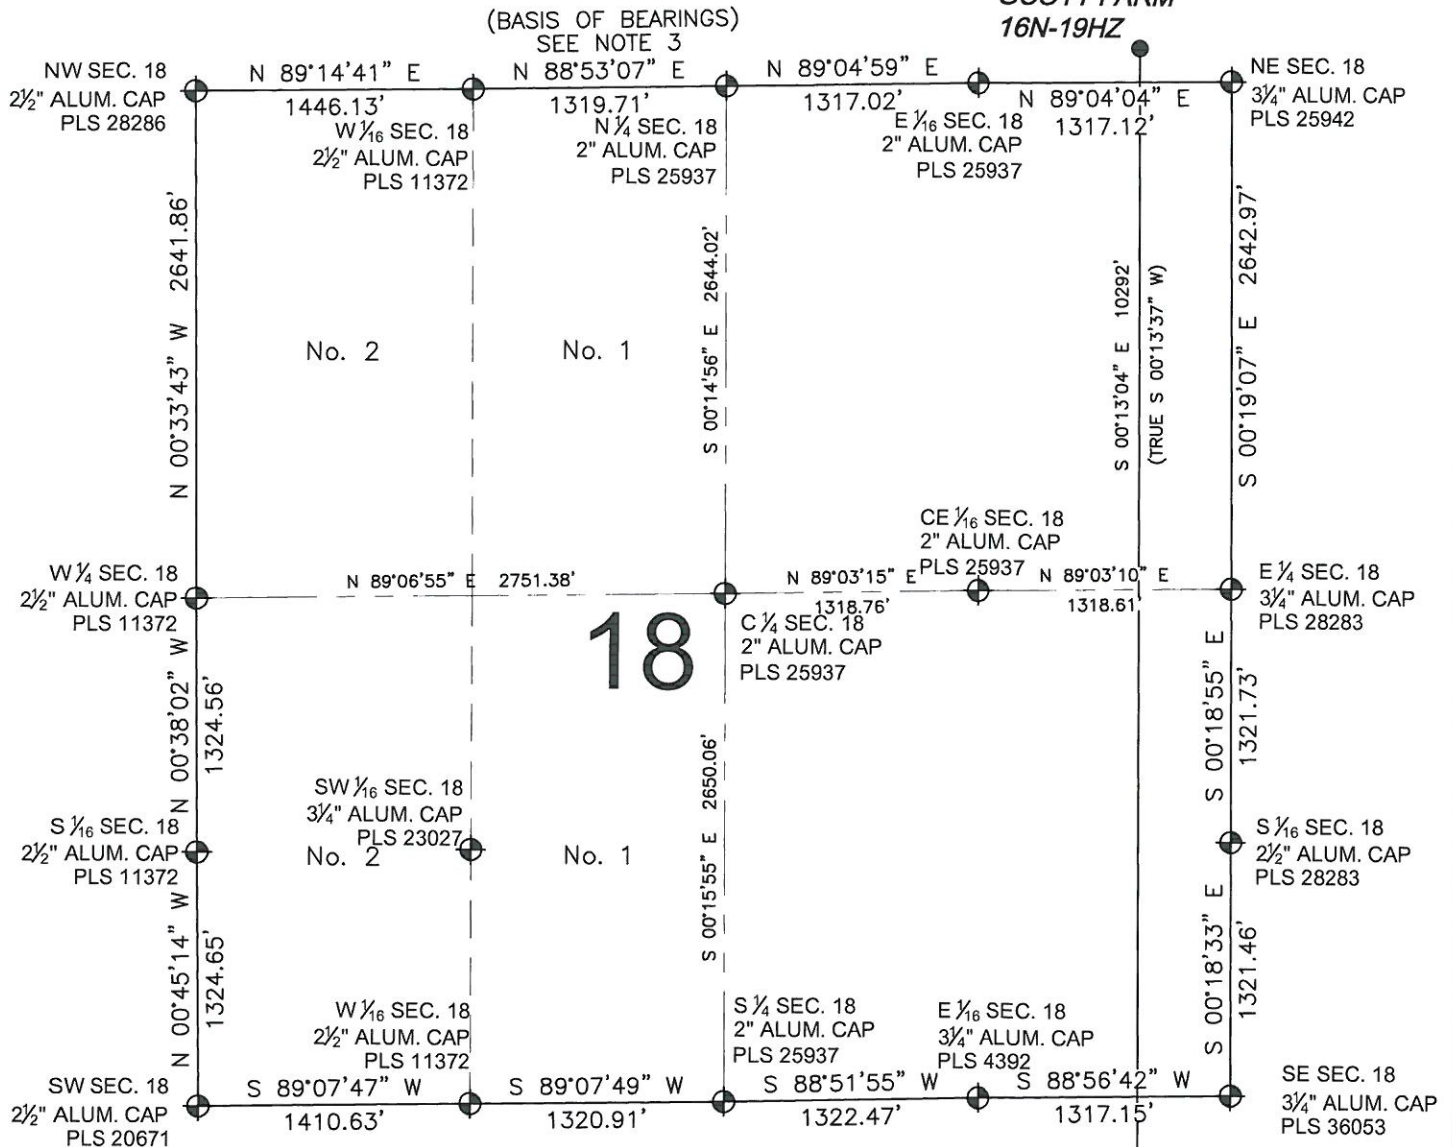 SCOTT FARM
16N-19HZ
(BASIS OF BEARINGS)
SEE NOTE 3
NW SEC. 18
2½" ALUM. CAP
PLS 28286
N 89°14'41" E
1446.13'
N 88°53'07" E
1319.71'
N 89°04'59" E
1317.02'
N 89°04'04" E
1317.12'
NE SEC. 18
3¼" ALUM. CAP
PLS 25942
W 1/16 SEC. 18
2½" ALUM. CAP
PLS 11372
N ¼ SEC. 18
2" ALUM. CAP
PLS 25937
E 1/16 SEC. 18
2" ALUM. CAP
PLS 25937
N 00°33'43" W 2641.86'
No. 2
No. 1
S 00°14'56" E 2644.02'
S 00°13'04" E 10292'
(TRUE S 00°13'37" W)
S 00°19'07" E 2642.97'
W ¼ SEC. 18
2½" ALUM. CAP
PLS 11372
N 89°06'55" E 2751.38'
CE 1/16 SEC. 18
2" ALUM. CAP
PLS 25937
N 89°03'15" E
1318.76'
N 89°03'10" E
1318.61'
E ¼ SEC. 18
3¼" ALUM. CAP
PLS 28283
18
C ¼ SEC. 18
2" ALUM. CAP
PLS 25937
N 00°38'02" W
1324.56'
S 00°18'55" E
1321.73'
SW 1/16 SEC. 18
3¼" ALUM. CAP
PLS 23027
S 1/16 SEC. 18
2½" ALUM. CAP
PLS 11372
No. 2
No. 1
S 00°15'55" E 2650.06'
S 1/16 SEC. 18
2½" ALUM. CAP
PLS 28283
N 00°45'14" W
1324.65'
S 00°18'33" E
1321.46'
W 1/16 SEC. 18
2½" ALUM. CAP
PLS 11372
S ¼ SEC. 18
2" ALUM. CAP
PLS 25937
E 1/16 SEC. 18
3¼" ALUM. CAP
PLS 4392
SW SEC. 18
2½" ALUM. CAP
PLS 20671
S 89°07'47" W
1410.63'
S 89°07'49" W
1320.91'
S 88°51'55" W
1322.47'
S 88°56'42" W
1317.15'
SE SEC. 18
3¼" ALUM. CAP
PLS 36053